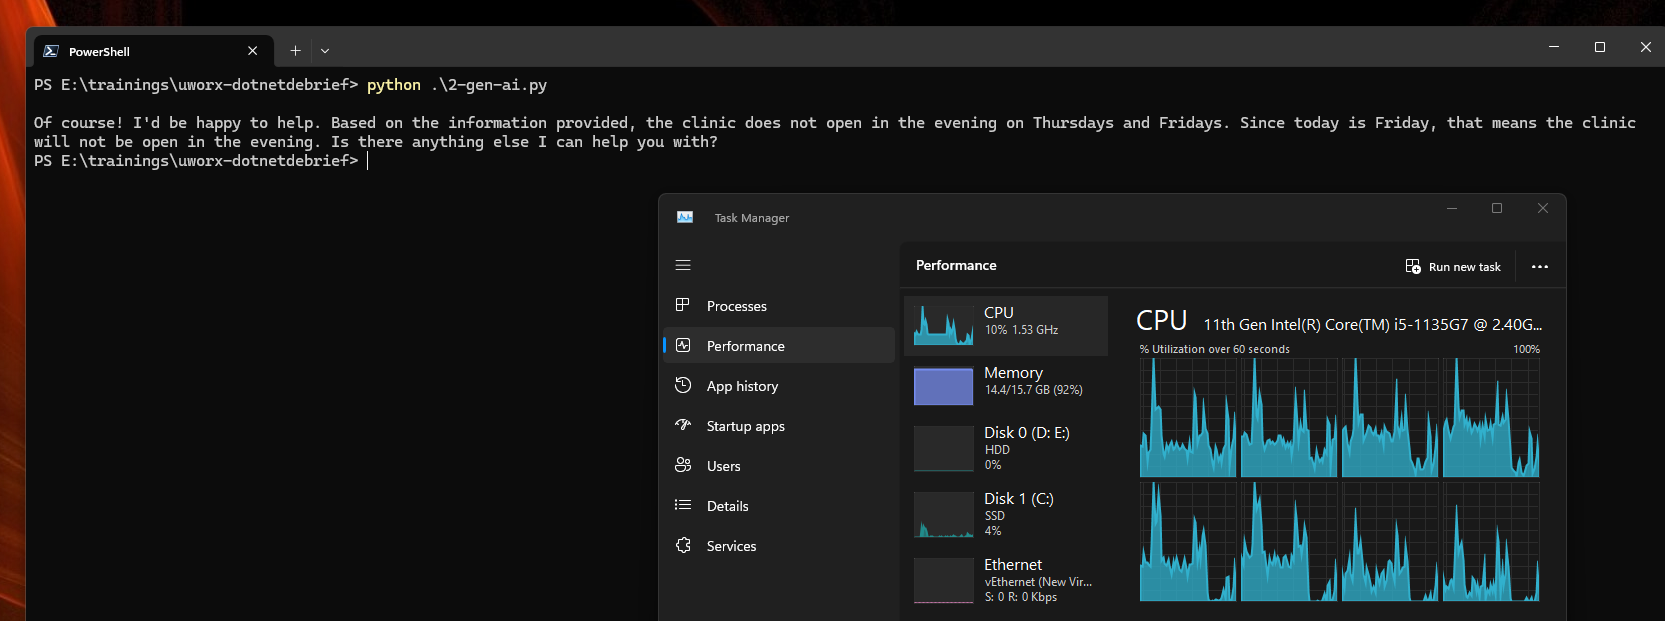 PowerShell
PS E:\trainings\uworx-dotnetdebrief> python .\2-gen-ai.py
Of course! I'd be happy to help. Based on the information provided, the clinic does not open in the evening on Thursdays and Fridays. Since today is Friday, that means the clinic
will not be open in the evening. Is there anything else I can help you with?
PS E:\trainings\uworx-dotnetdebrief>
Task Manager
Performance
Run new task
Processes
Performance
App history
Startup apps
Users
Details
Services
CPU
10% 1.53 GHz
Memory
14.4/15.7 GB (92%)
Disk 0 (D: E:)
HDD
0%
Disk 1 (C:)
SSD
4%
Ethernet
vEthernet (New Vir...
S: 0 R: 0 Kbps
CPU 11th Gen Intel(R) Core(TM) i5-1135G7 @ 2.40G...
% Utilization over 60 seconds 100%